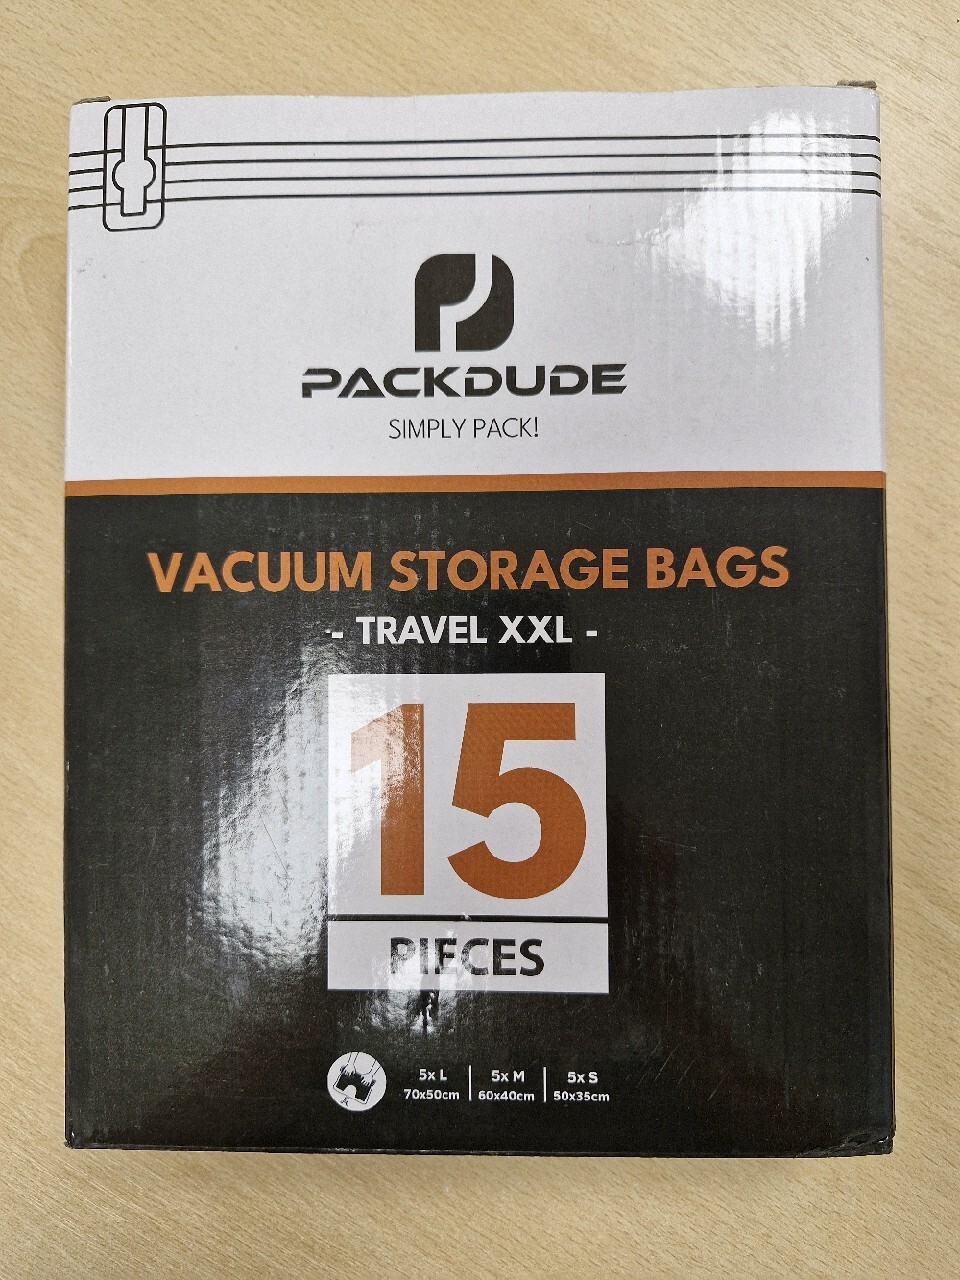 PACKDUDE
SIMPLY PACK!
VACUUM STORAGE BAGS
- TRAVEL XXL -
15
PIECES
5x L
70x50cm
5x M
60x40cm
5x S
50x35cm